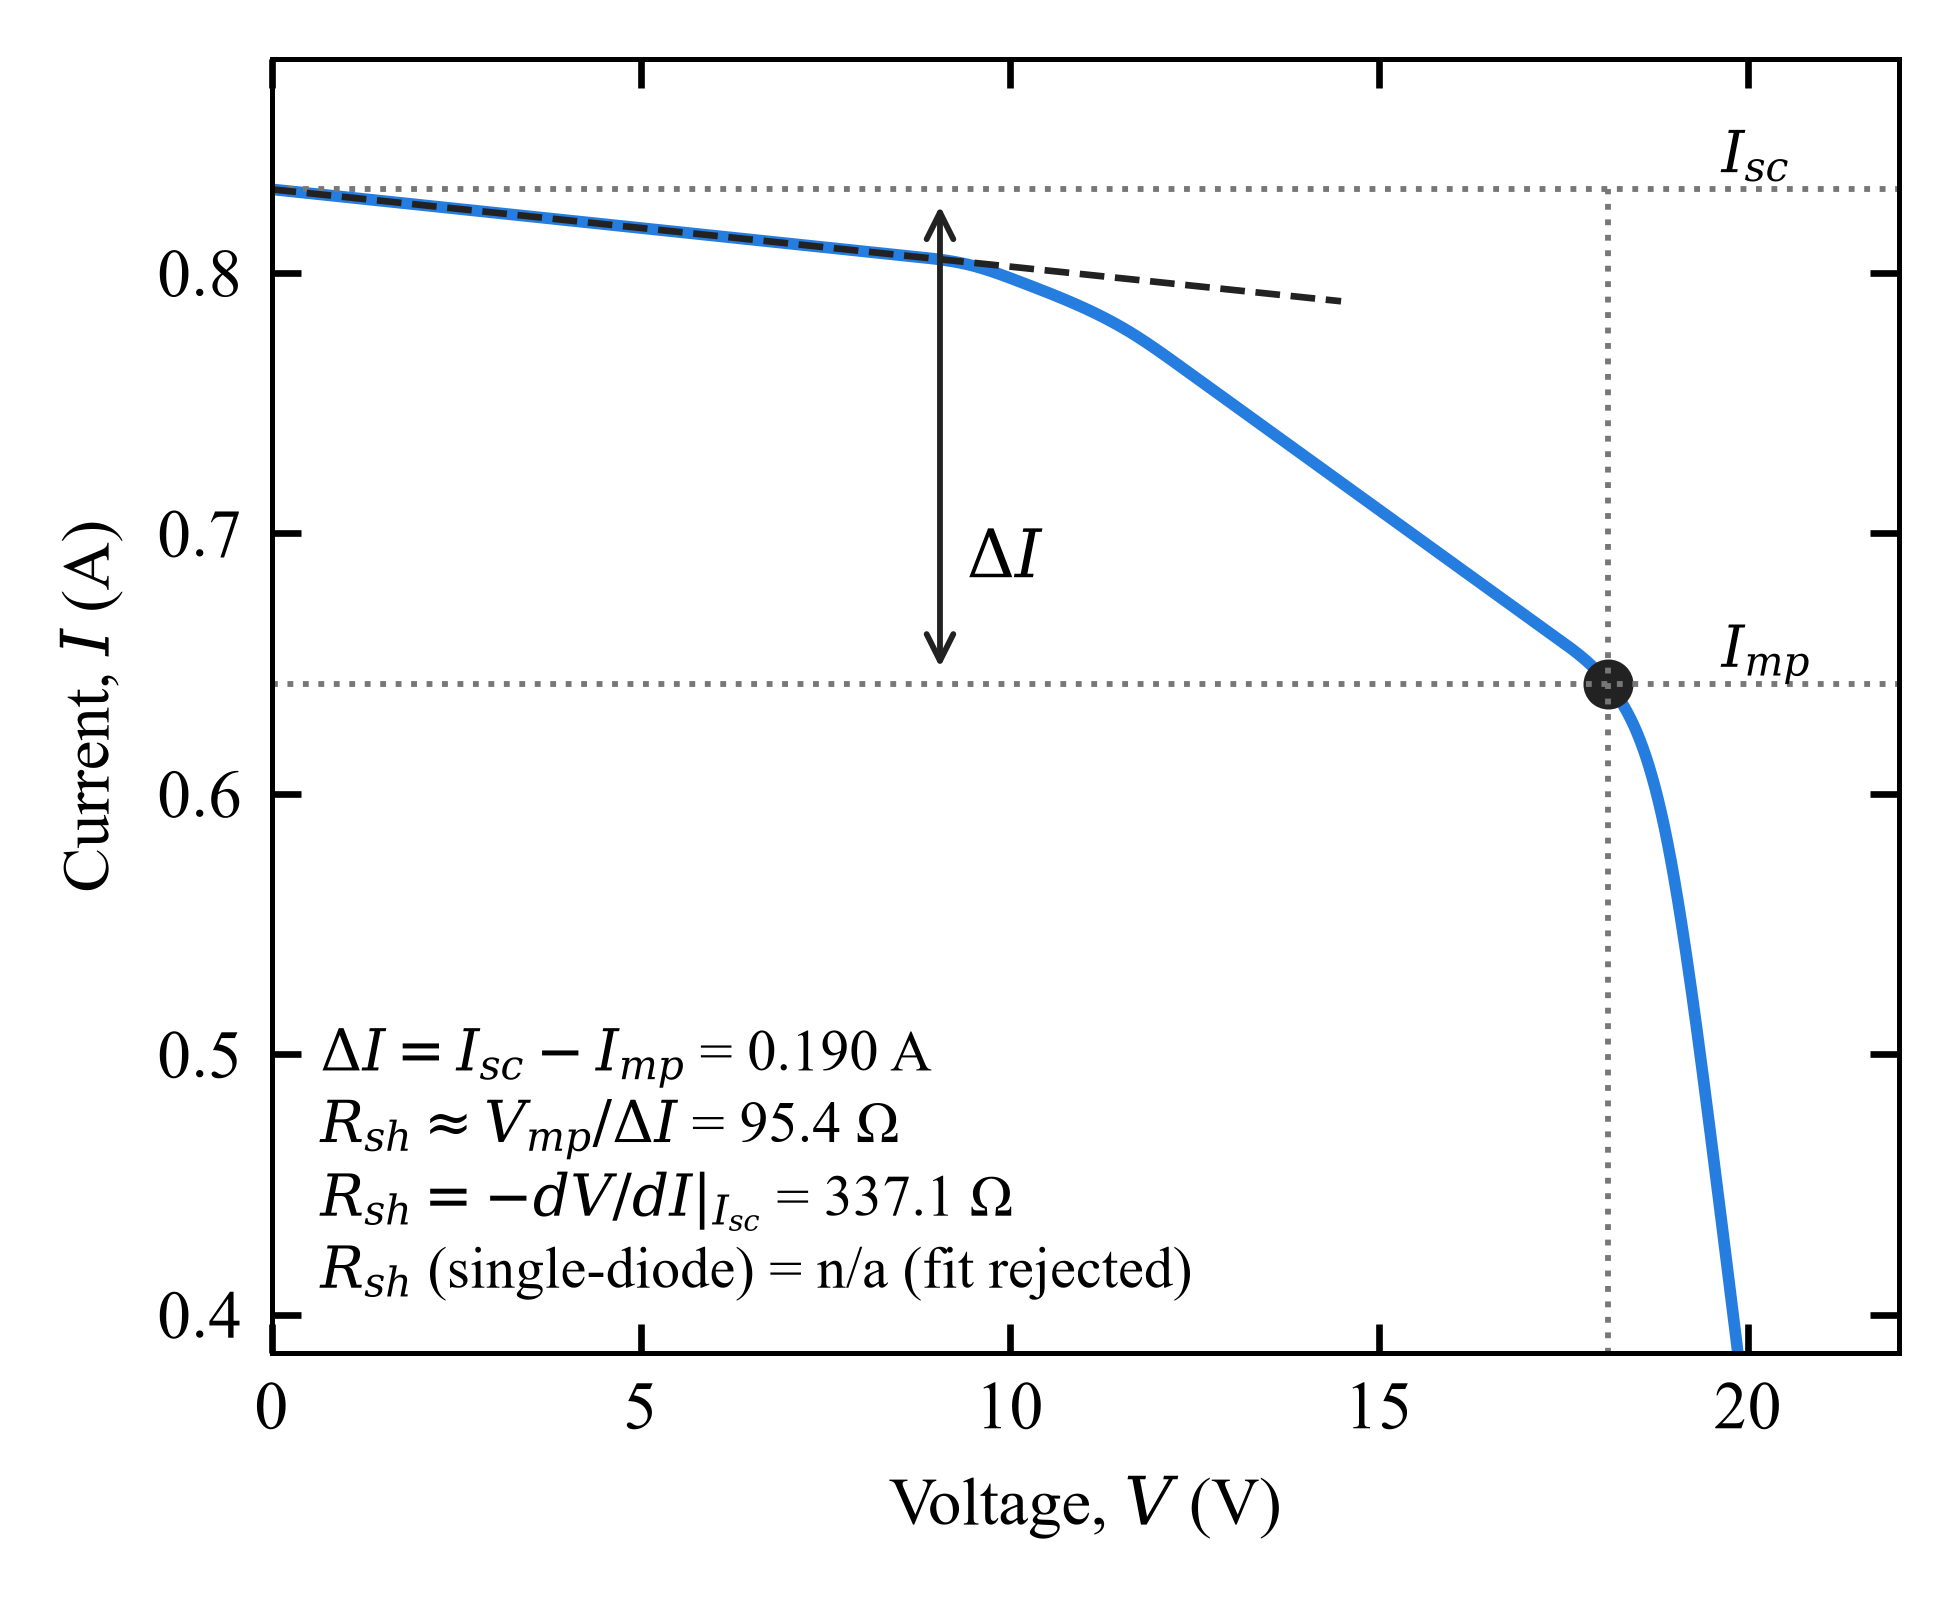 I_sc
0.8
ΔI
0.7
I_mp
0.6
Current, I (A)
0.5
ΔI = I_sc − I_mp = 0.190 A
R_sh ≈ V_mp/ΔI = 95.4 Ω
R_sh = −dV/dI|_I_sc = 337.1 Ω
R_sh (single-diode) = n/a (fit rejected)
0.4
0 5 10 15 20
Voltage, V (V)